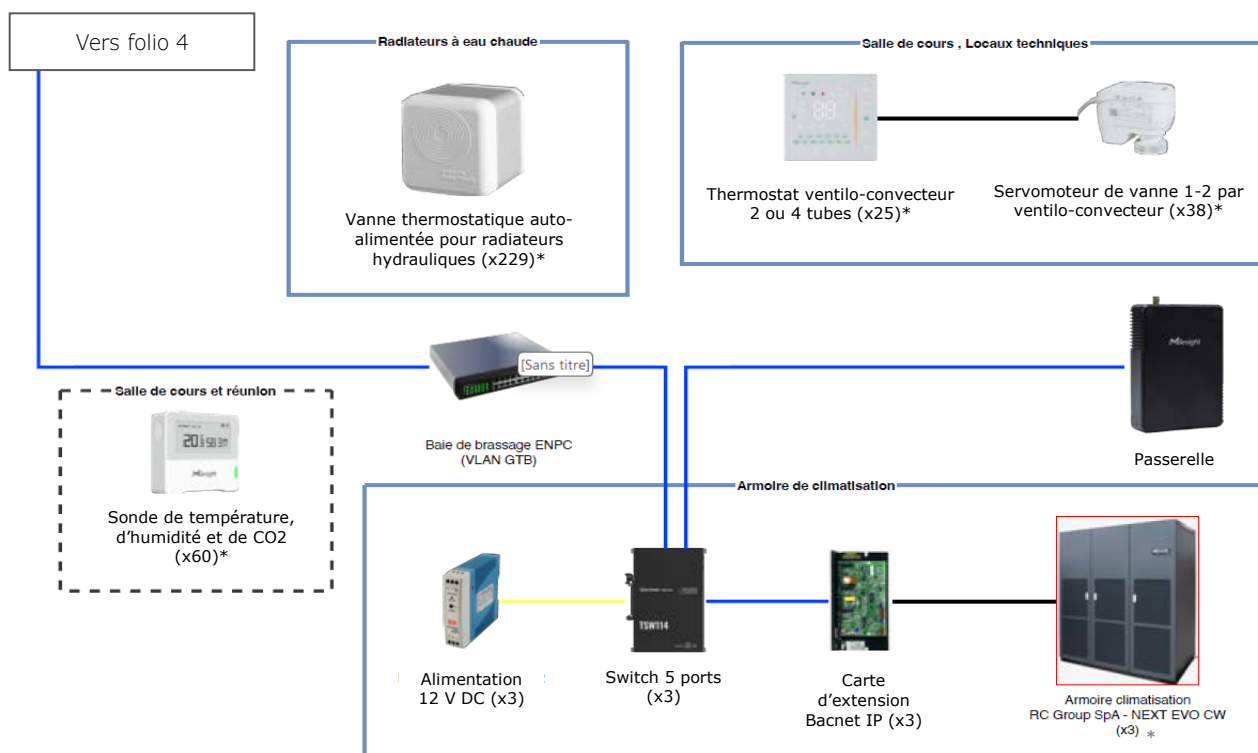 Vers folio 4
Radiateurs à eau chaude
Vanne thermostatique auto-
alimentée pour radiateurs
hydrauliques (x229)*
Salle de cours , Locaux techniques
Milesight
88
Thermostat ventilo-convecteur
2 ou 4 tubes (x25)*
Servomoteur de vanne 1-2 par
ventilo-convecteur (x38)*
[Sans titre]
Baie de brassage ENPC
(VLAN GTB)
Milesight
Passerelle
Salle de cours et réunion
Milesight
Sonde de température,
d'humidité et de CO2
(x60)*
Armoire de climatisation
Alimentation
12 V DC (x3)
TSW114
Switch 5 ports
(x3)
Carte
d'extension
Bacnet IP (x3)
Armoire climatisation
RC Group SpA - NEXT EVO CW
(x3) *